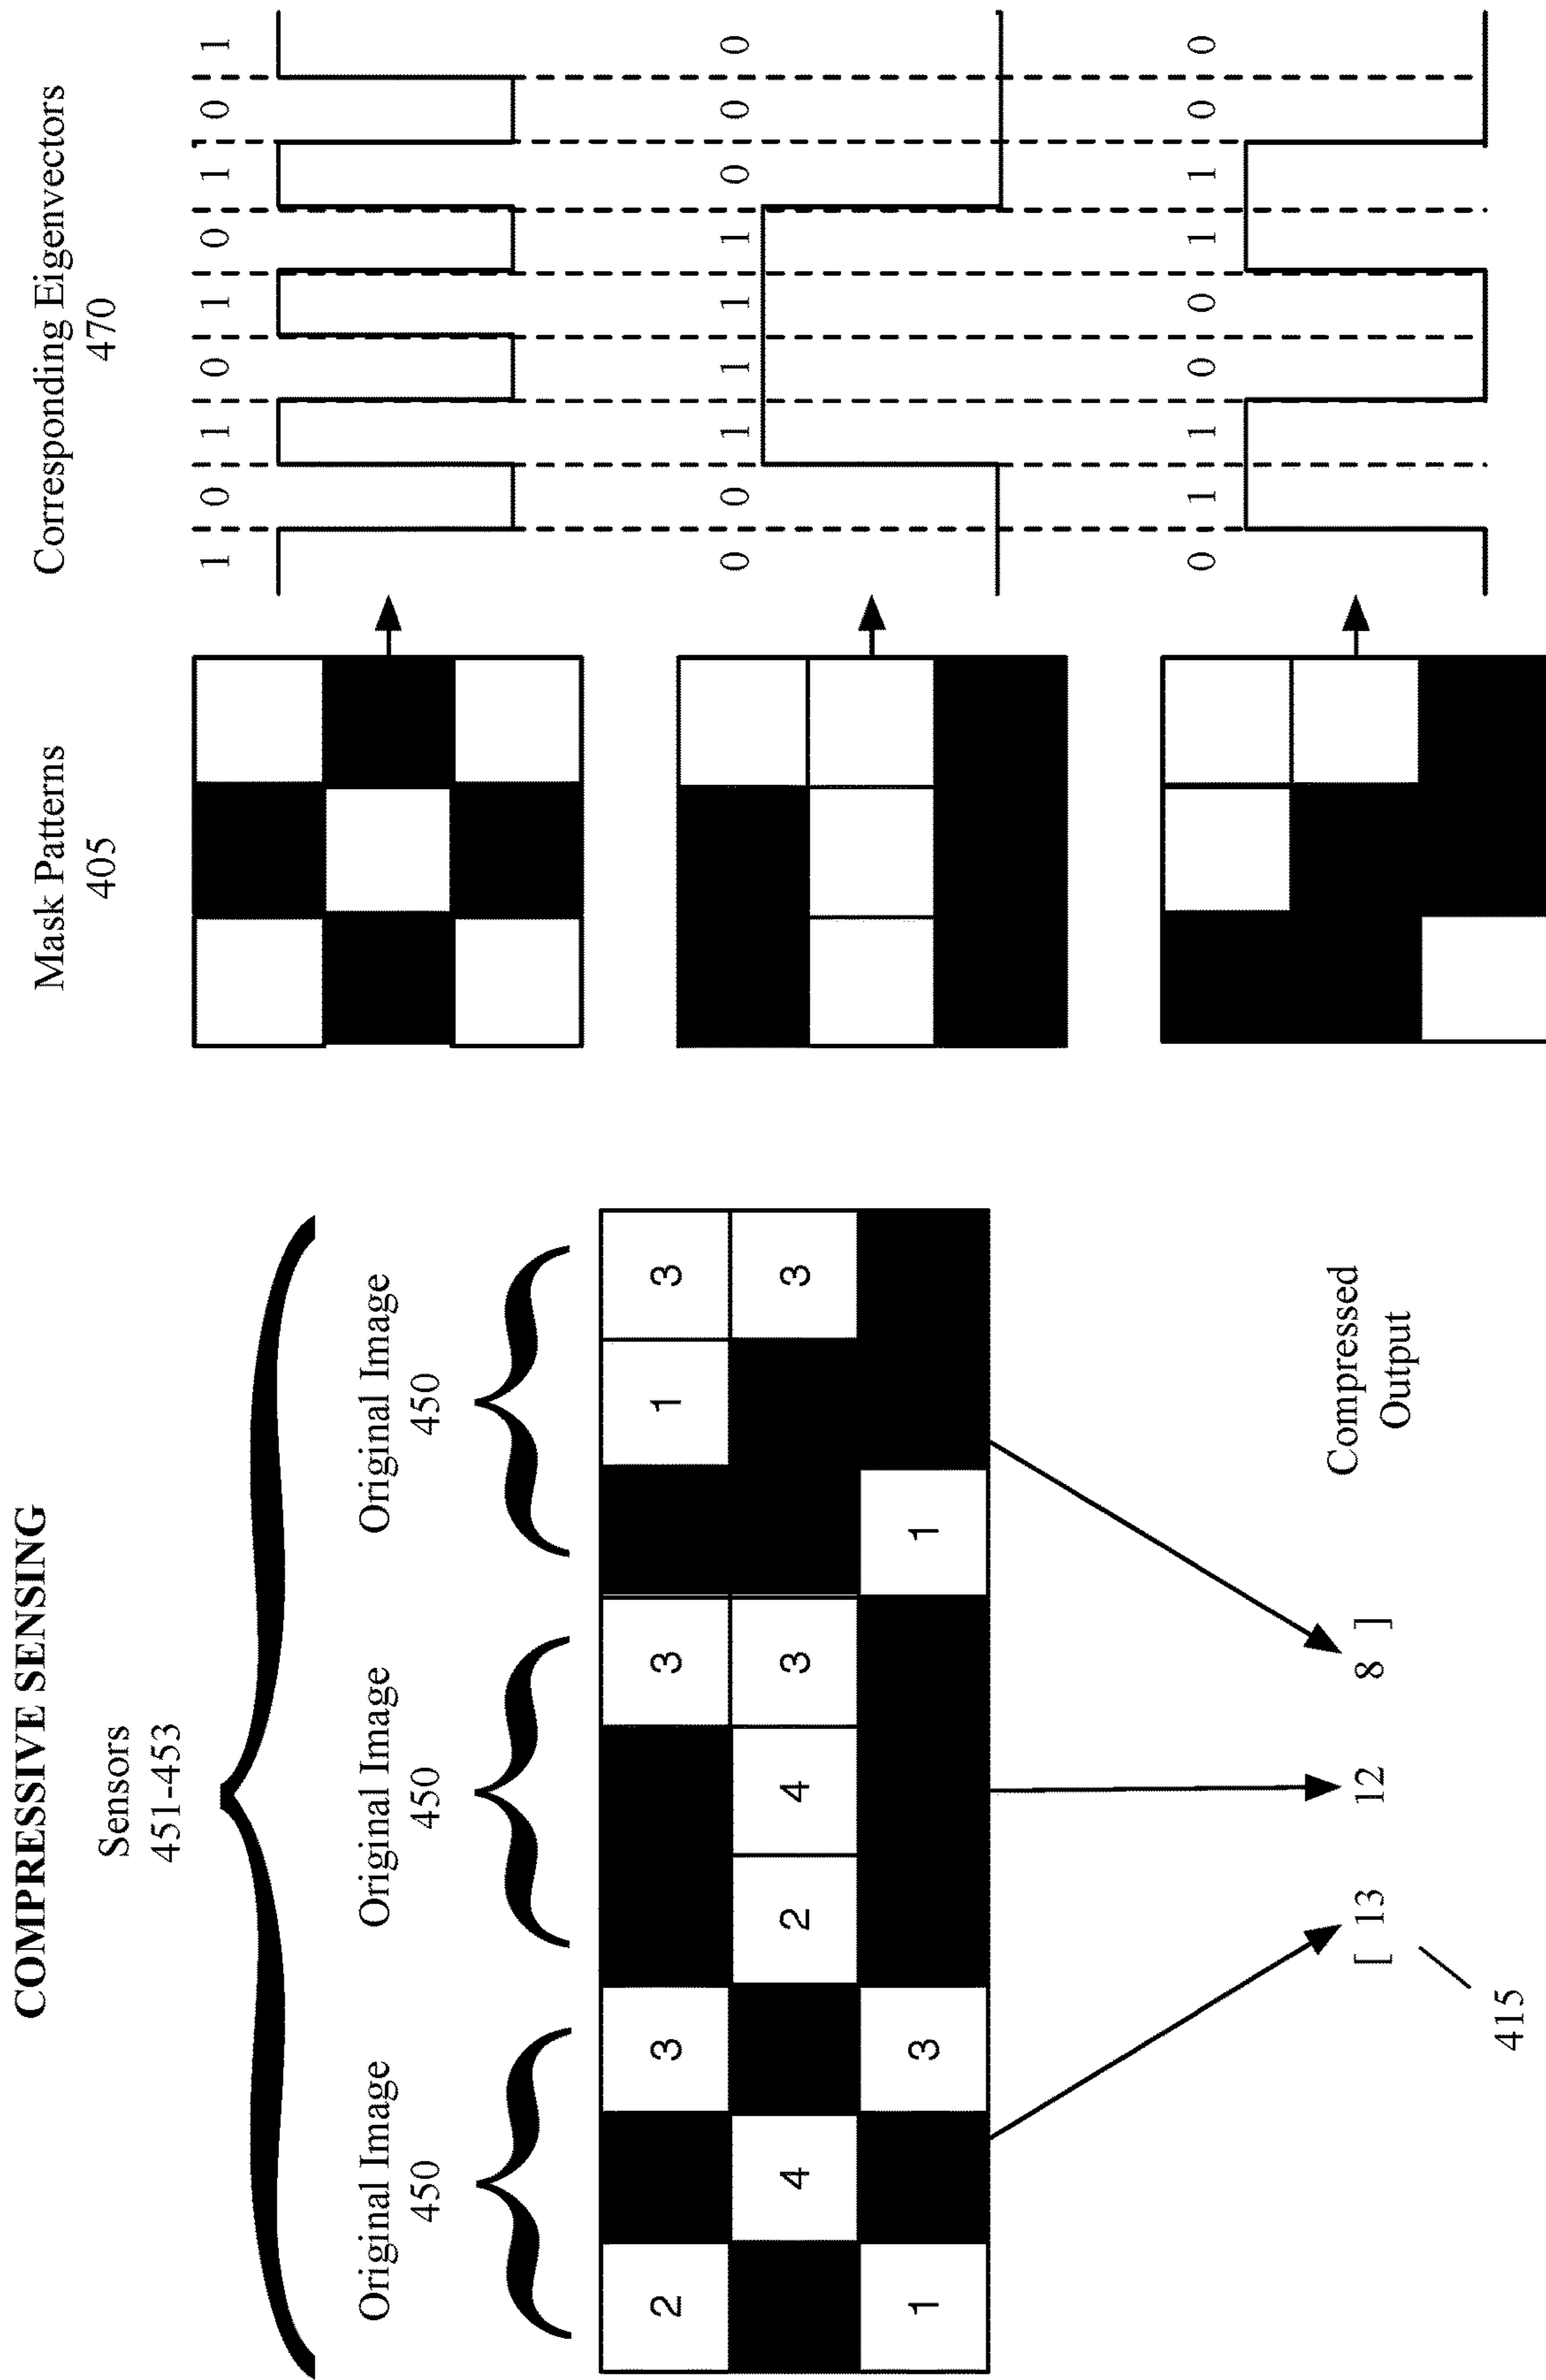 COMPRESSIVE SENSING
Sensors
451-453
Original Image
450
Original Image
450
Original Image
450
2 3 3 1 3
4 2 4 3 3
1 3 1
[ 13 12 8 ]
Compressed
Output
415
Mask Patterns
405
Corresponding Eigenvectors
470
1 0 1 0 1 0 1 0 1
0 0 1 1 1 1 0 0 0
0 1 1 0 0 1 1 0 0